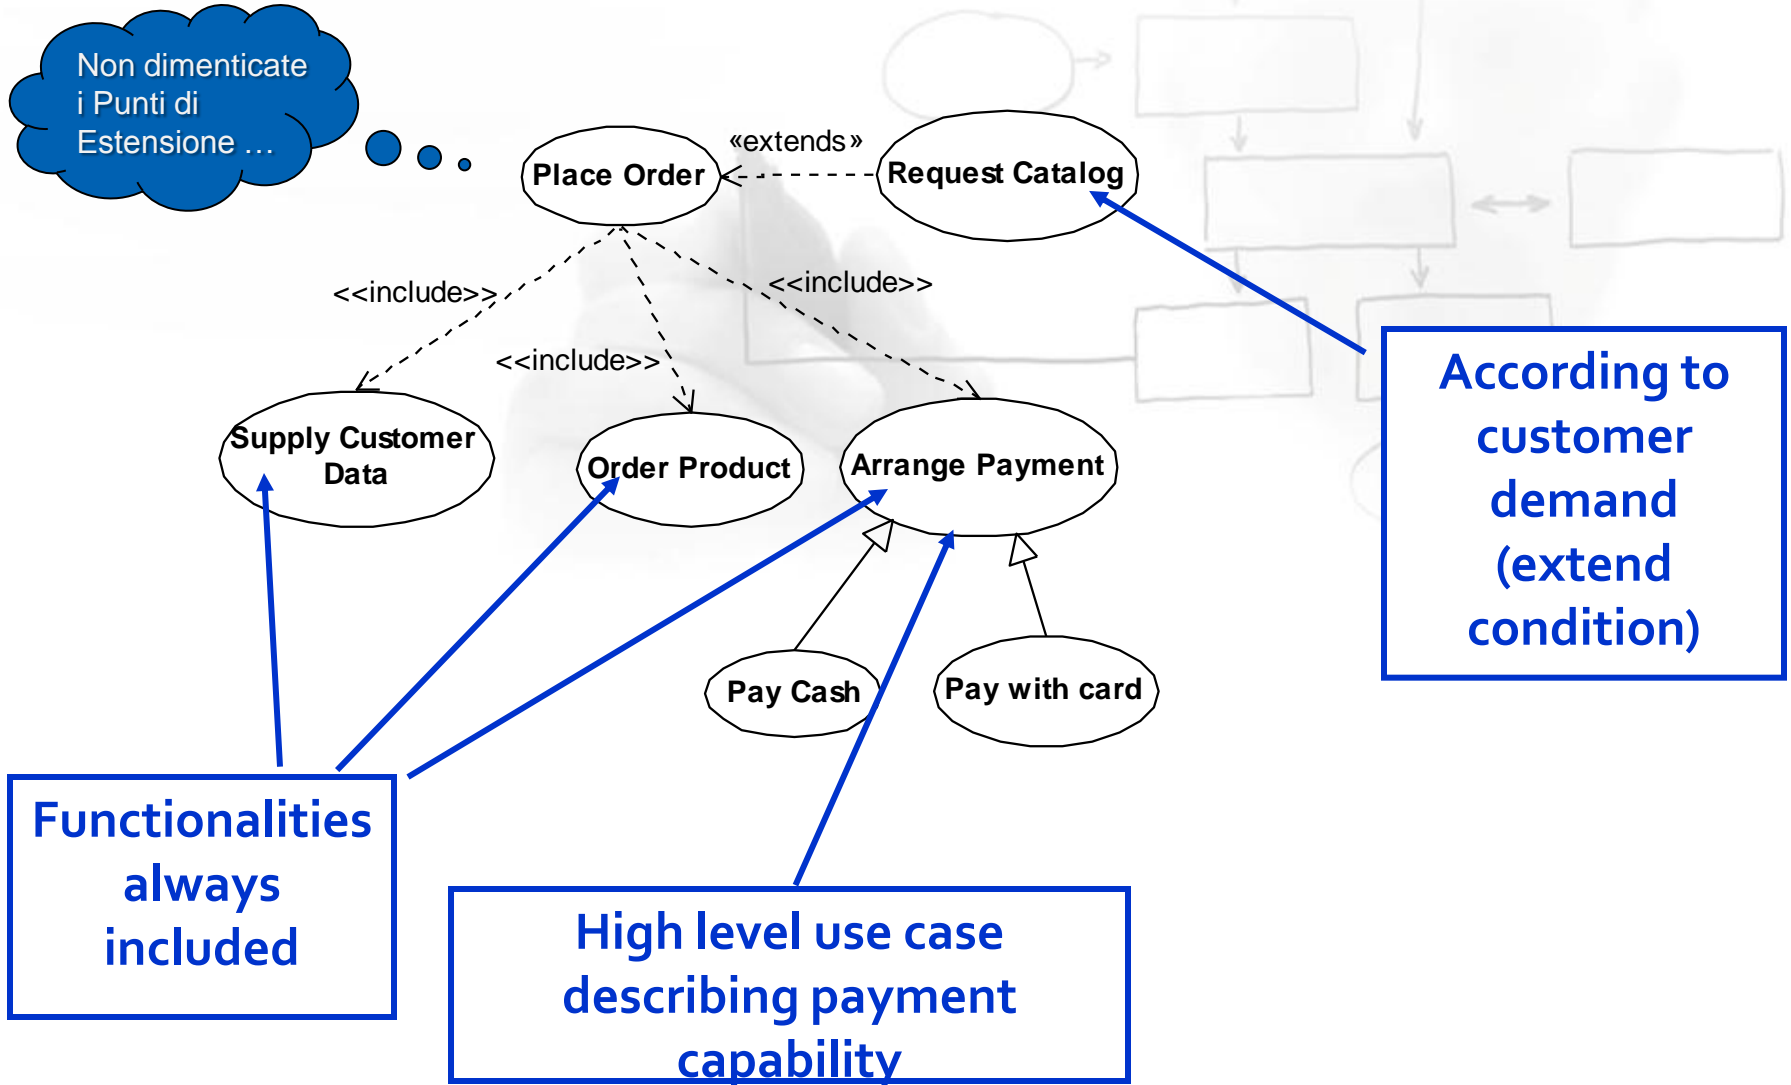 Non dimenticate
i Punti di
Estensione …
«extends»
Place Order
Request Catalog
<<include>>
<<include>>
<<include>>
Supply Customer
Data
Order Product
Arrange Payment
Pay Cash
Pay with card
According to
customer
demand
(extend
condition)
Functionalities
always
included
High level use case
describing payment
capability